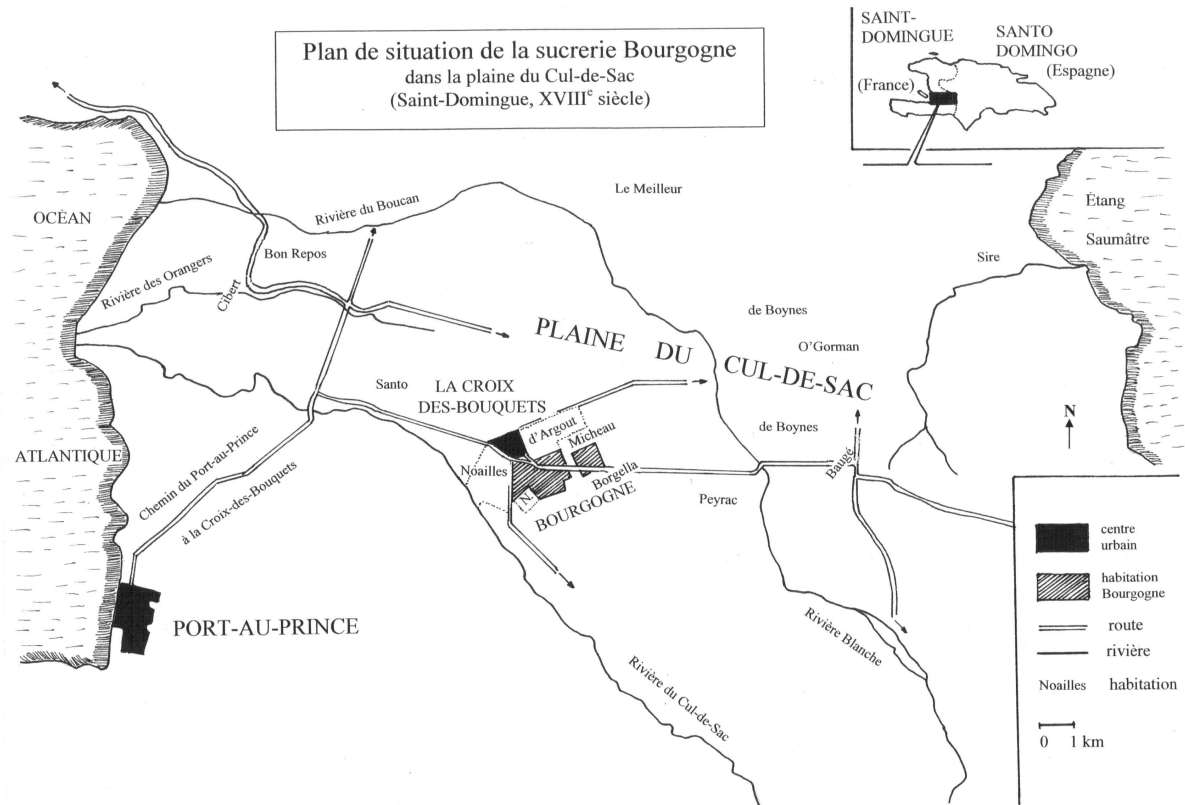 Plan de situation de la sucrerie Bourgogne
dans la plaine du Cul-de-Sac
(Saint-Domingue, XVIIIe siècle)
SAINT-
DOMINGUE
SANTO
DOMINGO
(Espagne)
(France)
OCÉAN
ATLANTIQUE
Rivière du Boucan
Le Meilleur
Étang
Saumâtre
Sire
Bon Repos
Rivière des Orangers
Cibert
PLAINE DU CUL-DE-SAC
de Boynes
O'Gorman
Santo
LA CROIX
DES-BOUQUETS
d'Argout
Micheau
de Boynes
Noailles
N.
Borgella
BOURGOGNE
Peyrac
Baugé
Chemin du Port-au-Prince
à la Croix-des-Bouquets
PORT-AU-PRINCE
Rivière Blanche
Rivière du Cul-de-Sac
N
centre
urbain
habitation
Bourgogne
route
rivière
Noailles habitation
0 1 km